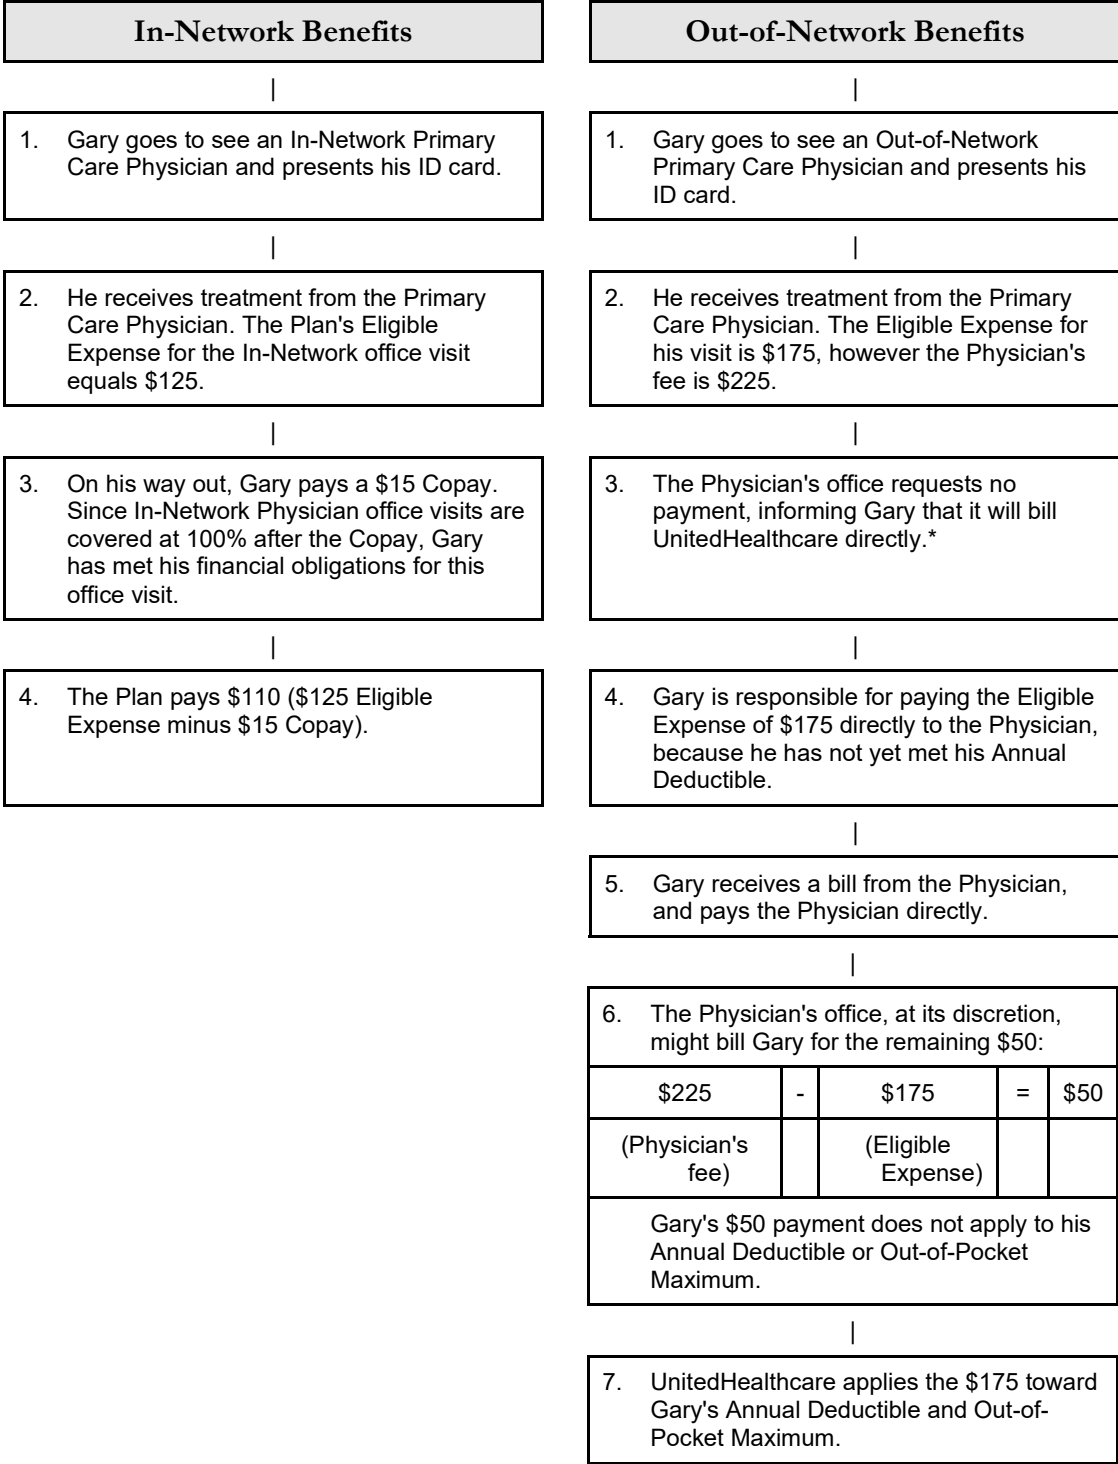 In-Network Benefits
1. Gary goes to see an In-Network Primary
Care Physician and presents his ID card.
2. He receives treatment from the Primary
Care Physician. The Plan's Eligible
Expense for the In-Network office visit
equals $125.
3. On his way out, Gary pays a $15 Copay.
Since In-Network Physician office visits are
covered at 100% after the Copay, Gary
has met his financial obligations for this
office visit.
4. The Plan pays $110 ($125 Eligible
Expense minus $15 Copay).
Out-of-Network Benefits
1. Gary goes to see an Out-of-Network
Primary Care Physician and presents his
ID card.
2. He receives treatment from the Primary
Care Physician. The Eligible Expense for
his visit is $175, however the Physician's
fee is $225.
3. The Physician's office requests no
payment, informing Gary that it will bill
UnitedHealthcare directly.*
4. Gary is responsible for paying the Eligible
Expense of $175 directly to the Physician,
because he has not yet met his Annual
Deductible.
5. Gary receives a bill from the Physician,
and pays the Physician directly.
6. The Physician's office, at its discretion,
might bill Gary for the remaining $50:
$225 - $175 = $50
(Physician's (Eligible
fee) Expense)
Gary's $50 payment does not apply to his
Annual Deductible or Out-of-Pocket
Maximum.
7. UnitedHealthcare applies the $175 toward
Gary's Annual Deductible and Out-of-
Pocket Maximum.